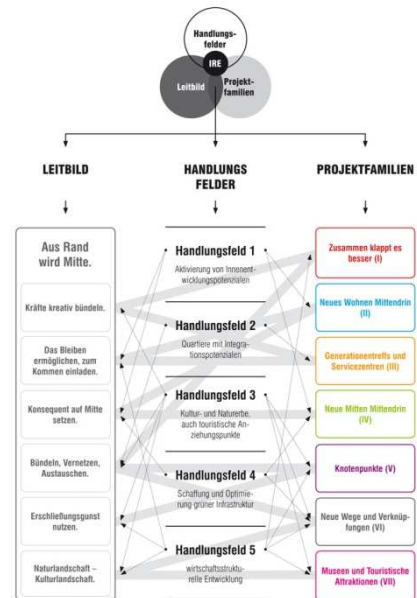 Handlungs-
felder
IRE
Leitbild
Projekt-
familien
LEITBILD
HANDLUNGS
FELDER
PROJEKTFAMILIEN
Aus Rand
wird Mitte.
Kräfte kreativ bündeln.
Das Bleiben
ermöglichen, zum
Kommen einladen.
Konsequent auf Mitte
setzen.
Bündeln, Vernetzen,
Austauschen.
Erschließungsgunst
nutzen.
Naturlandschaft –
Kulturlandschaft.
Handlungsfeld 1
Aktivierung von Innenent-
wicklungspotenzialen
Handlungsfeld 2
Quartiere mit Integra-
tionspotenzialen
Handlungsfeld 3
Kultur- und Naturerbe,
auch touristische An-
ziehungspunkte
Handlungsfeld 4
Schaffung und Optimie-
rung grüner Infrastruktur
Handlungsfeld 5
wirtschaftsstruktu-
relle Entwicklung
Zusammen klappt es
besser (I)
Neues Wohnen Mittendrin
(II)
Generationentreffs und
Servicezentren (III)
Neue Mitten Mittendrin
(IV)
Knotenpunkte (V)
Neue Wege und Verknüp-
fungen (VI)
Museen und Touristische
Attraktionen (VII)